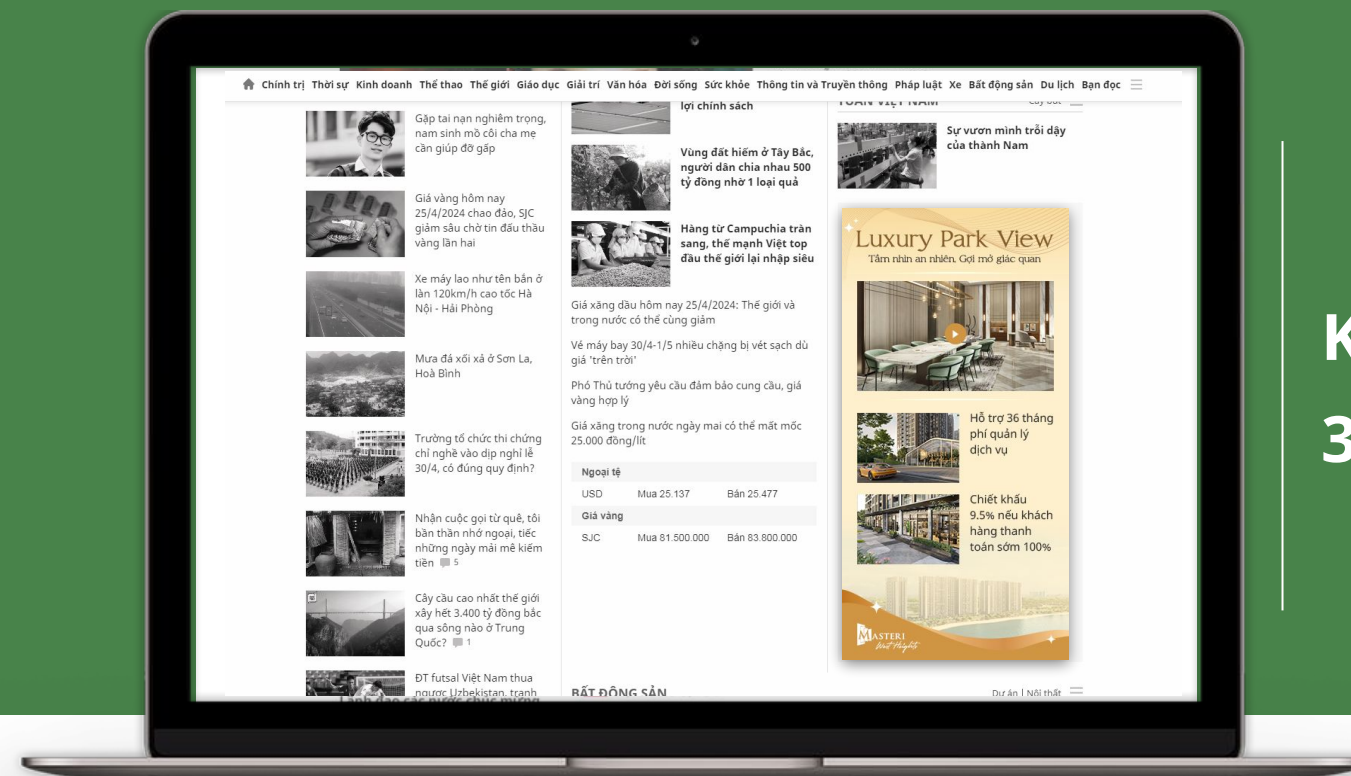 Chính trị Thời sự Kinh doanh Thể thao Thế giới Giáo dục Giải trí Văn hóa Đời sống Sức khỏe Thông tin và Truyền thông Pháp luật Xe Bất động sản Du lịch Bạn đọc
Gặp tai nạn nghiêm trọng,
nam sinh mồ côi cha mẹ
cần giúp đỡ gấp
Giá vàng hôm nay
25/4/2024 chao đảo, SJC
giảm sâu chờ tin đấu thầu
vàng lần hai
Xe máy lao như tên bắn ở
làn 120km/h cao tốc Hà
Nội - Hải Phòng
Mưa đá xối xả ở Sơn La,
Hoà Bình
Trường tổ chức thi chứng
chỉ nghề vào dịp nghỉ lễ
30/4, có đúng quy định?
Nhận cuộc gọi từ quê, tôi
bần thần nhớ ngoại, tiếc
những ngày mải mê kiếm
tiền 5
Cây cầu cao nhất thế giới
xây hết 3.400 tỷ đồng bắc
qua sông nào ở Trung
Quốc? 1
ĐT futsal Việt Nam thua
ngược Uzbekistan, tranh
Lãnh đạo các nước chúc mừng
lợi chính sách
Vùng đất hiếm ở Tây Bắc,
người dân chia nhau 500
tỷ đồng nhờ 1 loại quả
Hàng từ Campuchia tràn
sang, thế mạnh Việt top
đầu thế giới lại nhập siêu
Giá xăng dầu hôm nay 25/4/2024: Thế giới và
trong nước có thể cùng giảm
Vé máy bay 30/4-1/5 nhiều chặng bị vét sạch dù
giá 'trên trời'
Phó Thủ tướng yêu cầu đảm bảo cung cầu, giá
vàng hợp lý
Giá xăng trong nước ngày mai có thể mất mốc
25.000 đồng/lít
Ngoại tệ
USD Mua 25.137 Bán 25.477
Giá vàng
SJC Mua 81.500.000 Bán 83.800.000
BẤT ĐỘNG SẢN
TUẦN VIỆT NAM
Sự vươn mình trỗi dậy
của thành Nam
Luxury Park View
Tầm nhìn an nhiên. Gợi mở giác quan
Hỗ trợ 36 tháng
phí quản lý
dịch vụ
Chiết khấu
9.5% nếu khách
hàng thanh
toán sớm 100%
MASTERI
West Heights
Dự án | Nội thất
K
3